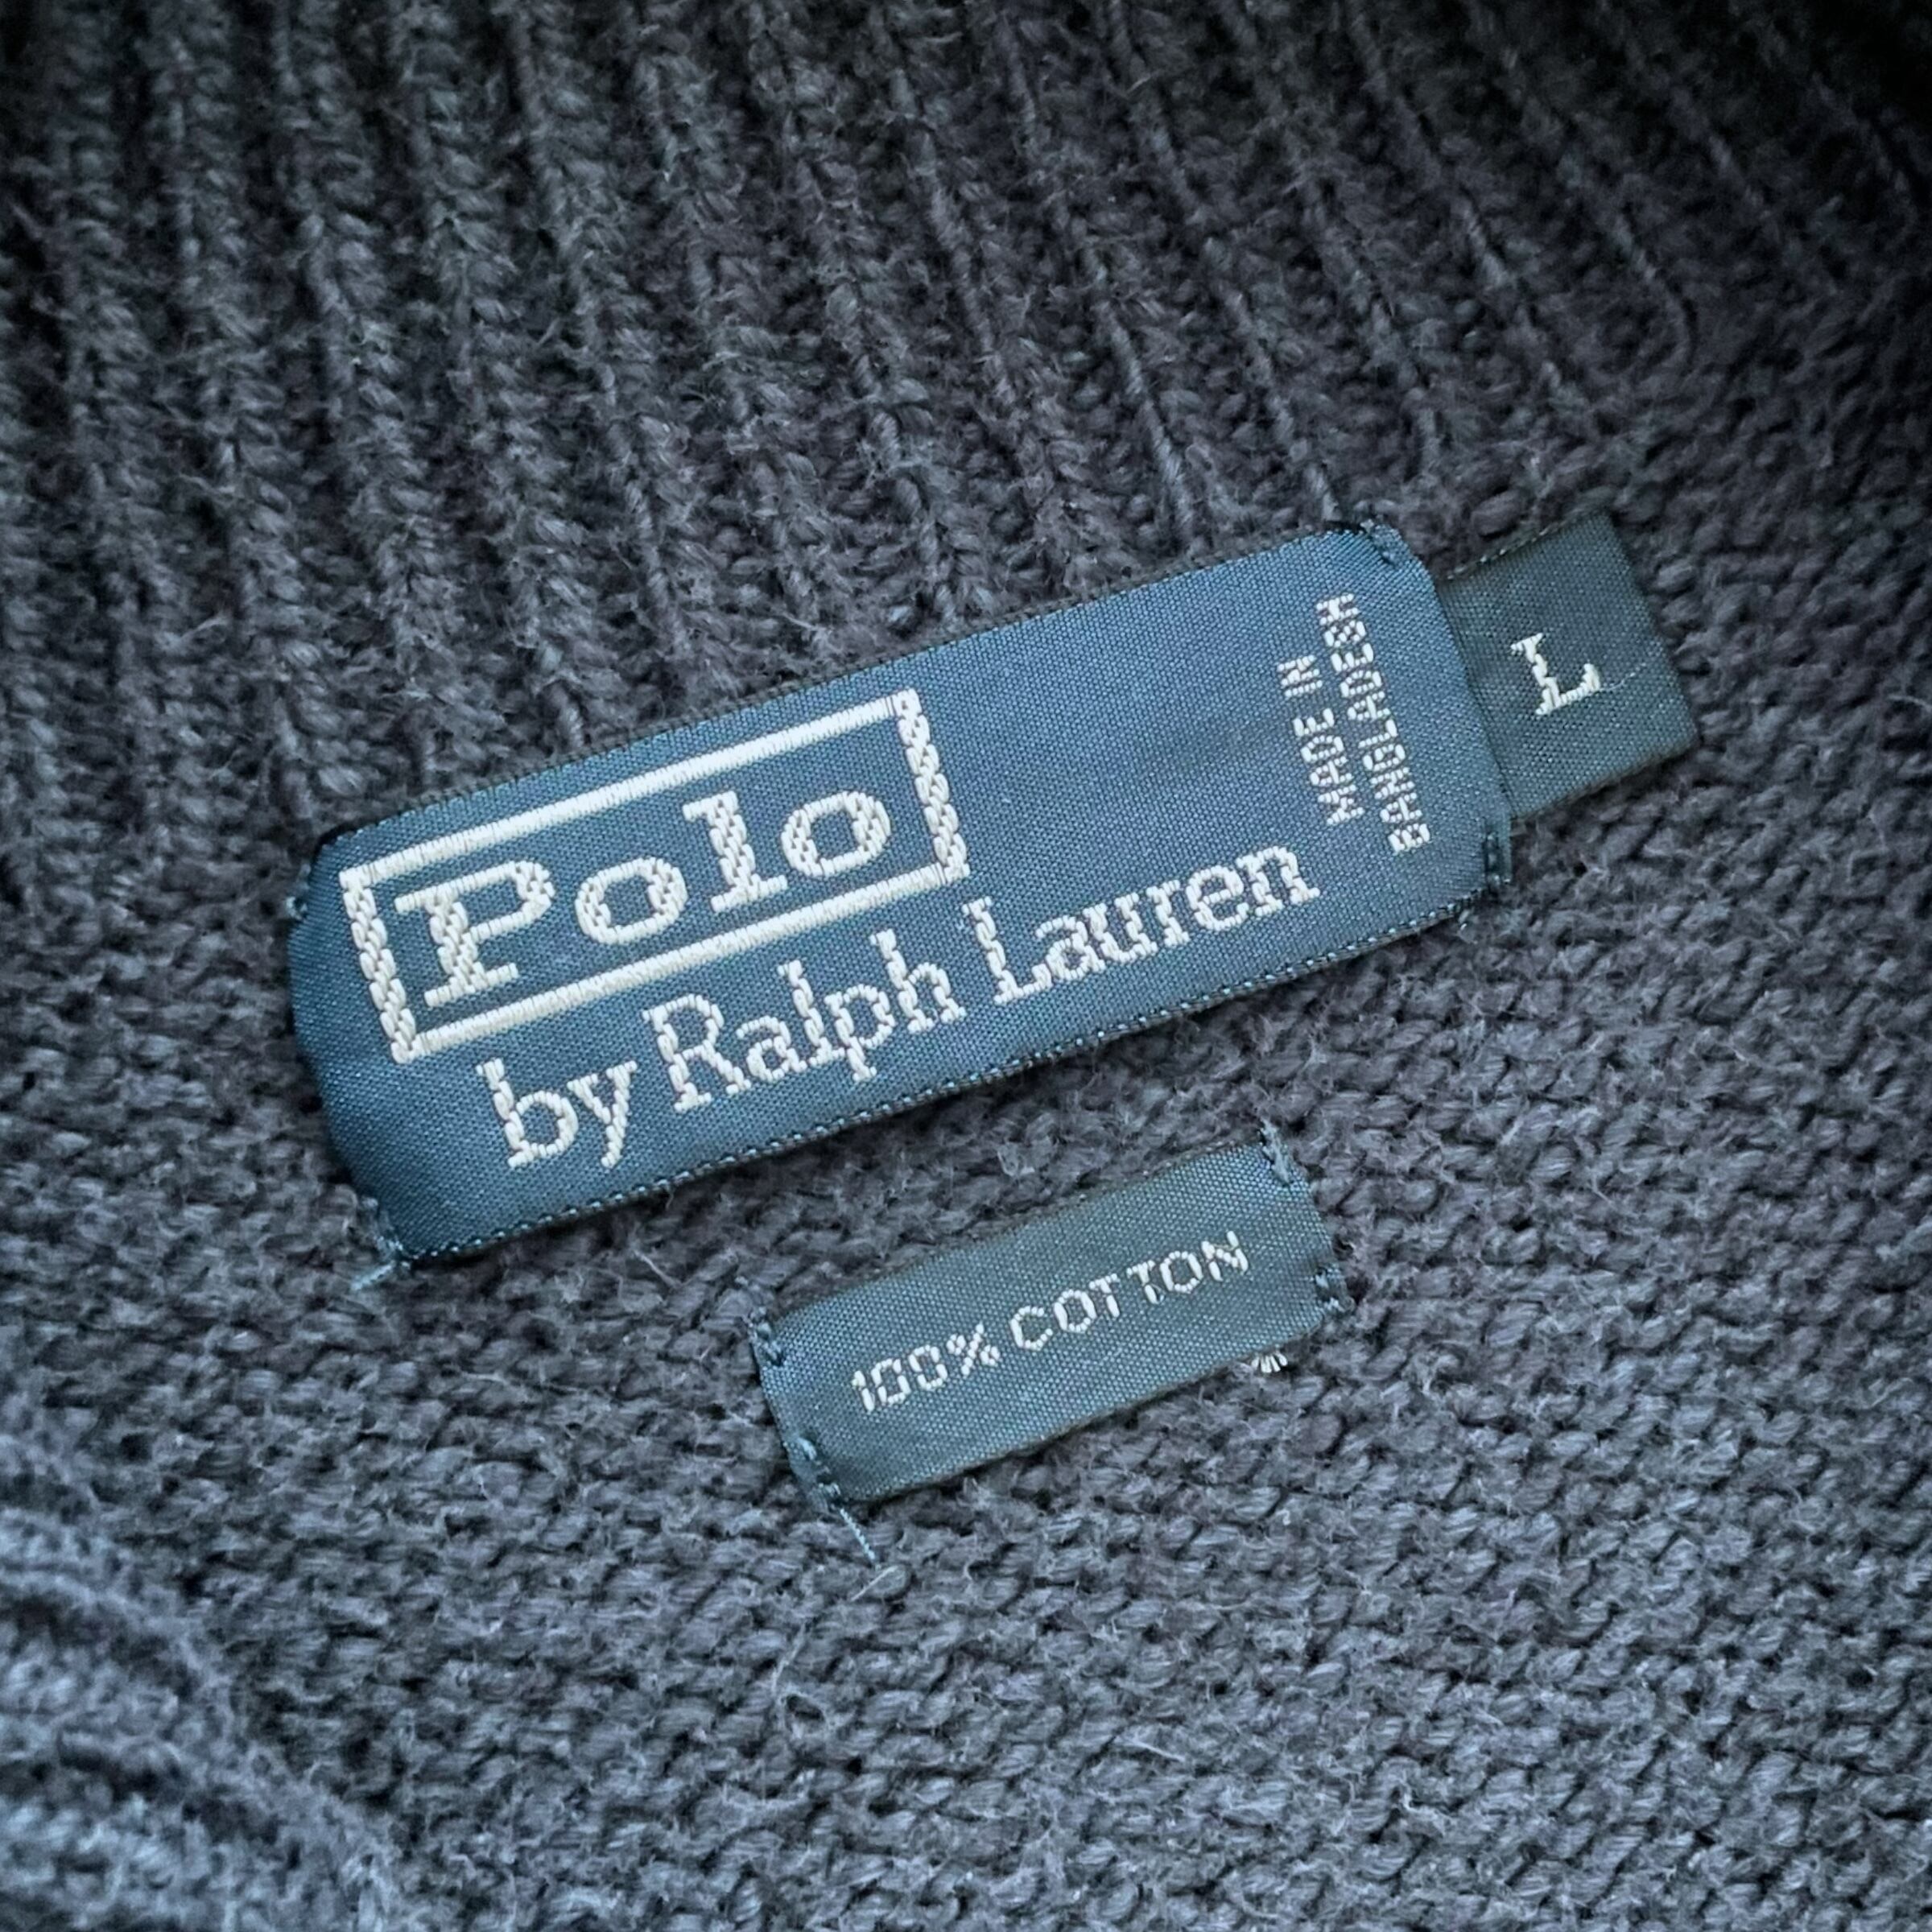 Polo
by Ralph Lauren
MADE IN
BANGLADESH
L
100% COTTON